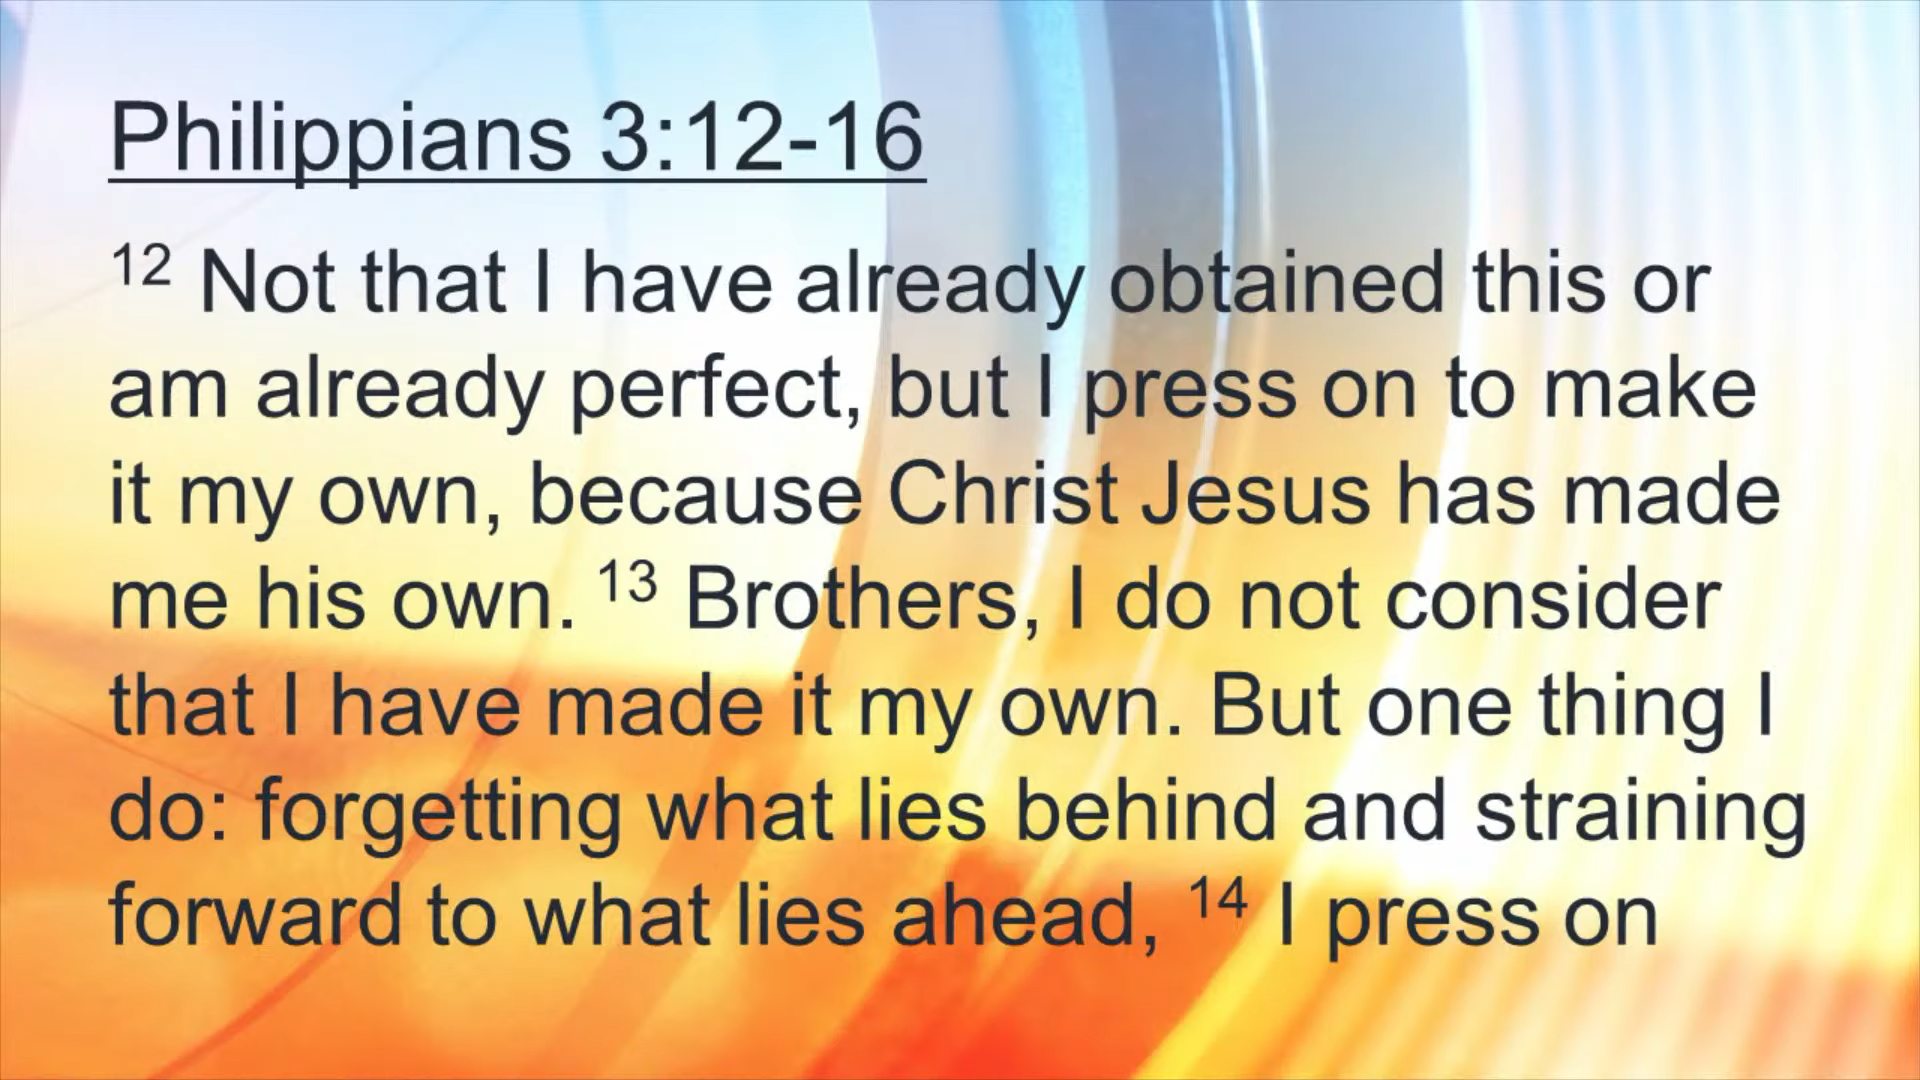 Philippians 3:12-16
12 Not that I have already obtained this or
am already perfect, but I press on to make
it my own, because Christ Jesus has made
me his own. 13 Brothers, I do not consider
that I have made it my own. But one thing I
do: forgetting what lies behind and straining
forward to what lies ahead, 14 I press on